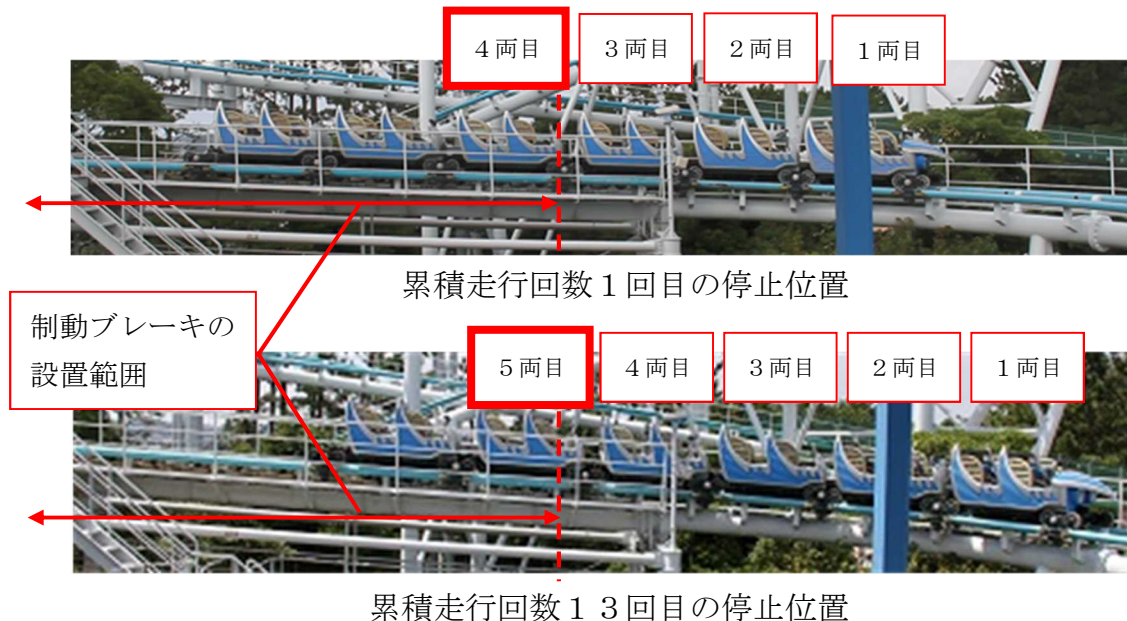 4両目
3両目
2両目
1両目
累積走行回数1回目の停止位置
制動ブレーキの
設置範囲
5両目
4両目
3両目
2両目
1両目
累積走行回数13回目の停止位置